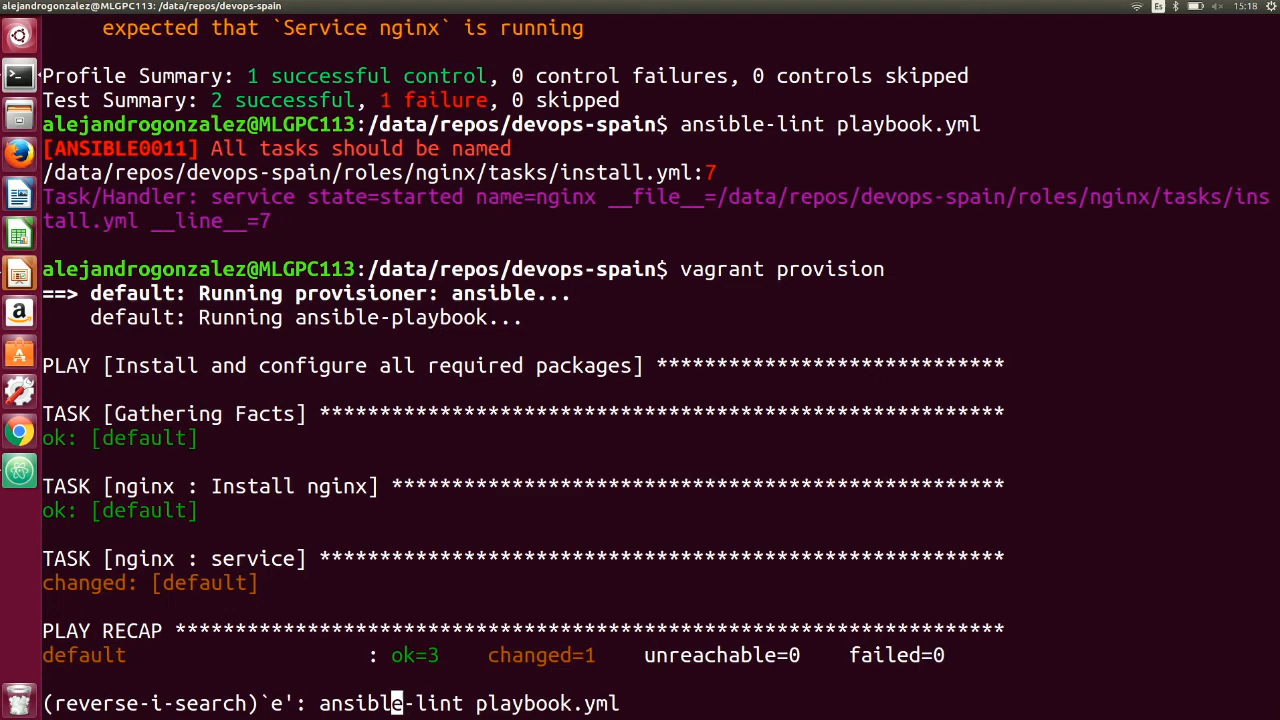 alejandrogonzalez@MLGPC113: /data/repos/devops-spain
Es
15:18
expected that `Service nginx` is running
Profile Summary: 1 successful control, 0 control failures, 0 controls skipped
Test Summary: 2 successful, 1 failure, 0 skipped
alejandrogonzalez@MLGPC113:/data/repos/devops-spain$ ansible-lint playbook.yml
[ANSIBLE0011] All tasks should be named
/data/repos/devops-spain/roles/nginx/tasks/install.yml:7
Task/Handler: service state=started name=nginx __file__=/data/repos/devops-spain/roles/nginx/tasks/ins
tall.yml __line__=7
alejandrogonzalez@MLGPC113:/data/repos/devops-spain$ vagrant provision
==> default: Running provisioner: ansible...
default: Running ansible-playbook...
PLAY [Install and configure all required packages] *****************************
TASK [Gathering Facts] *********************************************************
ok: [default]
TASK [nginx : Install nginx] ***************************************************
ok: [default]
TASK [nginx : service] *********************************************************
changed: [default]
PLAY RECAP *********************************************************************
default : ok=3 changed=1 unreachable=0 failed=0
(reverse-i-search)`e': ansible-lint playbook.yml